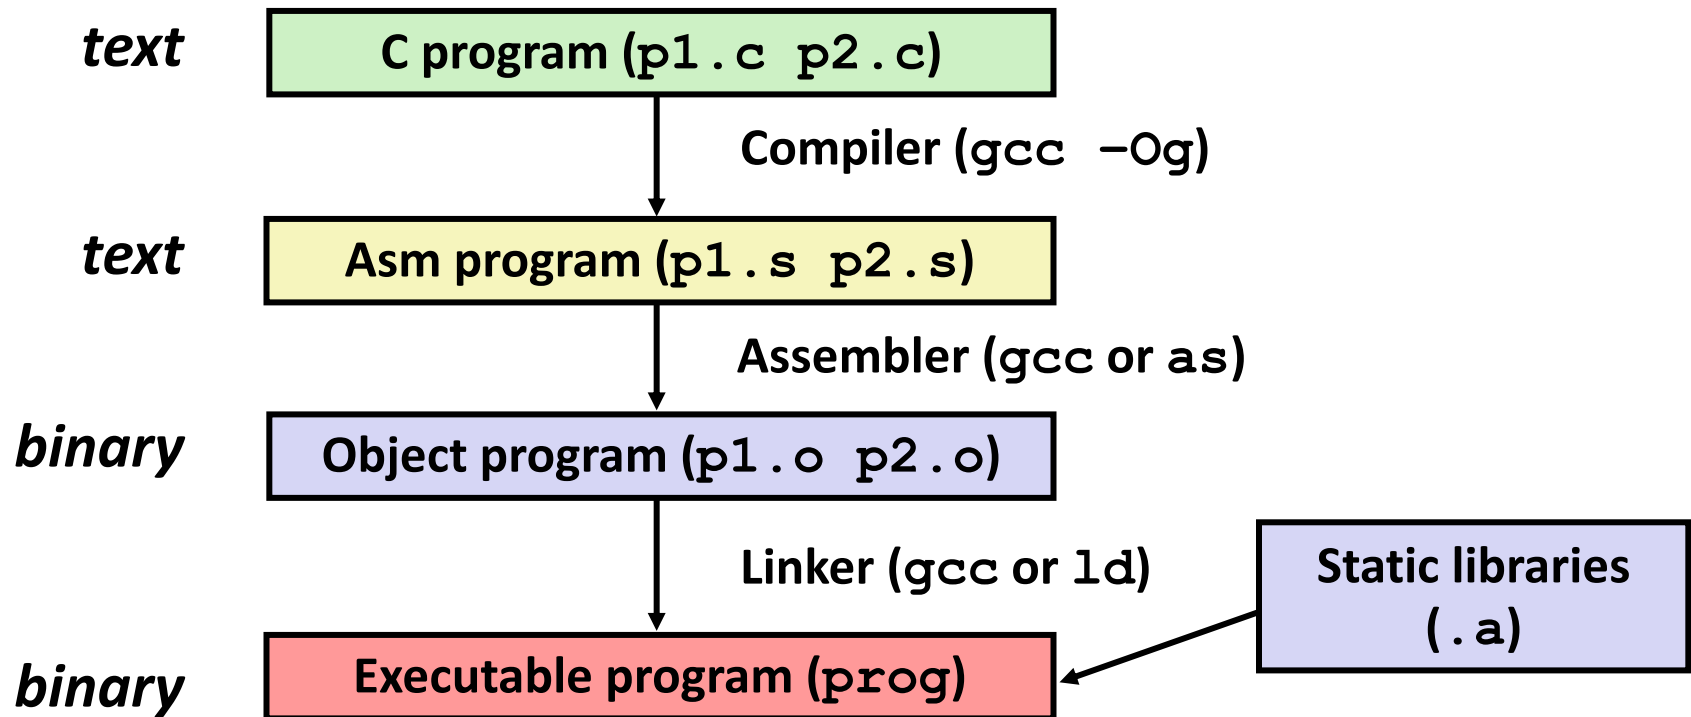 text
C program (p1.c p2.c)
Compiler (gcc -Og)
text
Asm program (p1.s p2.s)
Assembler (gcc or as)
binary
Object program (p1.o p2.o)
Linker (gcc or ld)
Static libraries
(.a)
binary
Executable program (prog)